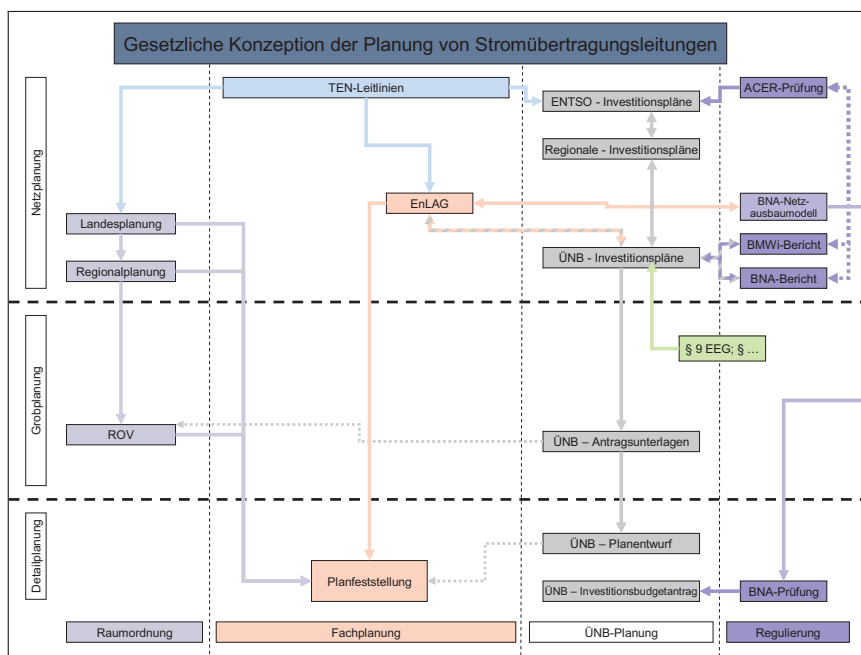 Gesetzliche Konzeption der Planung von Stromübertragungsleitungen
Netzplanung
TEN-Leitlinien
ENTSO - Investitionspläne
ACER-Prüfung
Regionale - Investitionspläne
EnLAG
BNA-Netz-
ausbaumodell
Landesplanung
BMWi-Bericht
Regionalplanung
ÜNB - Investitionspläne
BNA-Bericht
Grobplanung
§ 9 EEG; § ...
ROV
ÜNB – Antragsunterlagen
Detailplanung
ÜNB – Planentwurf
Planfeststellung
ÜNB – Investitionsbudgetantrag
BNA-Prüfung
Raumordnung
Fachplanung
ÜNB-Planung
Regulierung